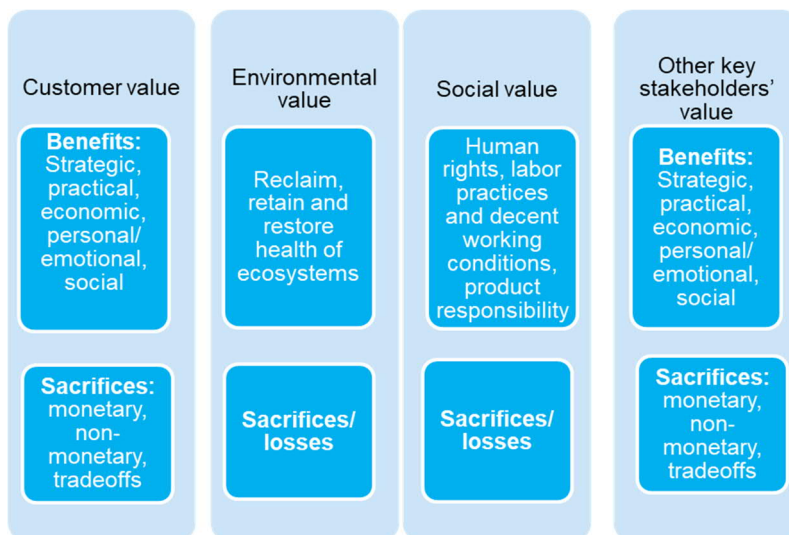 Customer value
Benefits:
Strategic,
practical,
economic,
personal/
emotional,
social
Sacrifices:
monetary,
non-
monetary,
tradeoffs
Environmental
value
Reclaim,
retain and
restore
health of
ecosystems
Sacrifices/
losses
Social value
Human
rights, labor
practices
and decent
working
conditions,
product
responsibility
Sacrifices/
losses
Other key
stakeholders'
value
Benefits:
Strategic,
practical,
economic,
personal/
emotional,
social
Sacrifices:
monetary,
non-
monetary,
tradeoffs